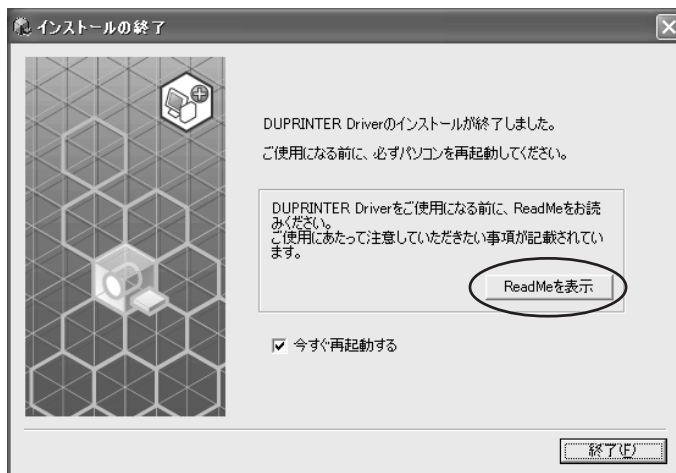 インストールの終了
DUPRINTER Driverのインストールが終了しました。
ご使用になる前に、必ずパソコンを再起動してください。
DUPRINTER Driverをご使用になる前に、ReadMeをお読
みください。
ご使用にあたって注意していただきたい事項が記載されてい
ます。
ReadMeを表示
今すぐ再起動する
終了(F)